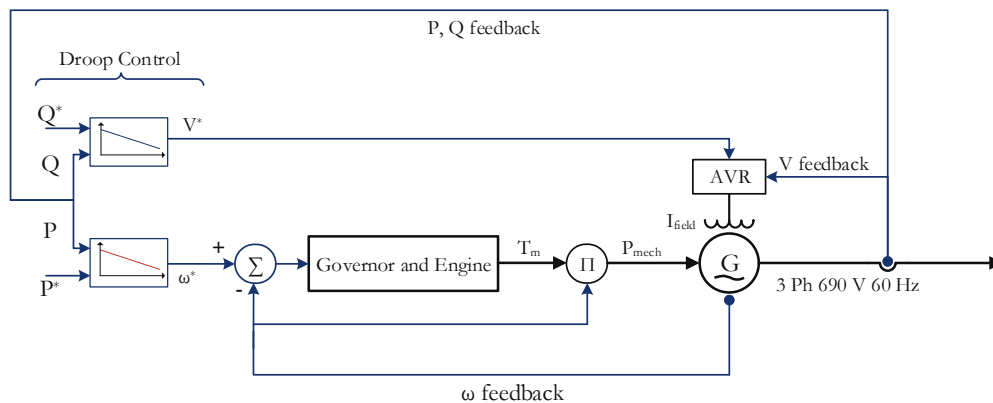 P, Q feedback
Droop Control
Q*
V*
Q
V feedback
AVR
I_field
P
+
Σ
Governor and Engine
T_m
Π
P_mech
G
P*
ω*
-
3 Ph 690 V 60 Hz
ω feedback